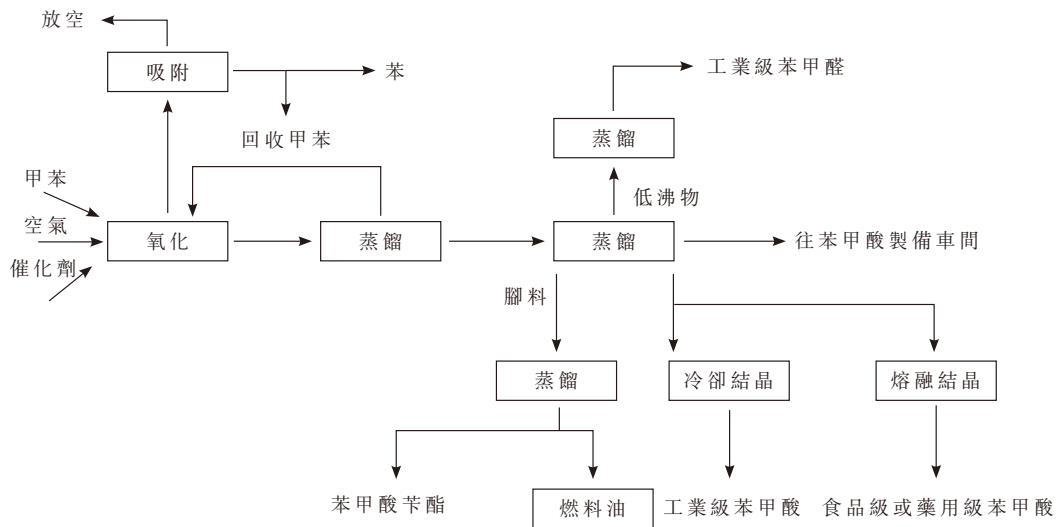 放空
吸附
苯
工業級苯甲醛
回收甲苯
蒸餾
甲苯
低沸物
空氣
氧化
蒸餾
蒸餾
往苯甲酸製備車間
催化劑
腳料
蒸餾
冷卻結晶
熔融結晶
苯甲酸苄酯
燃料油
工業級苯甲酸
食品級或藥用級苯甲酸